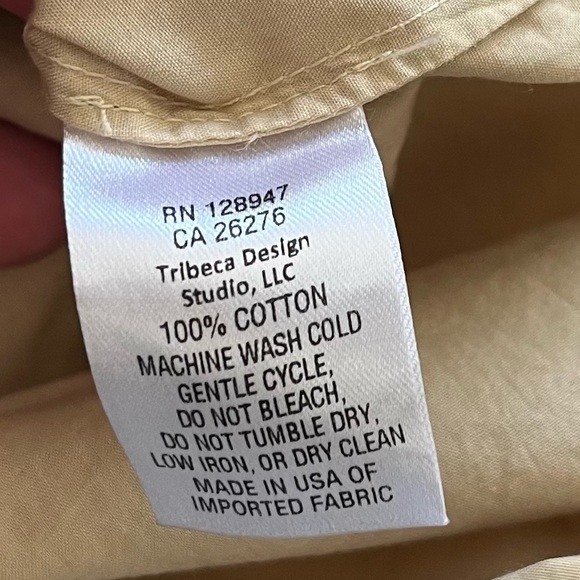 RN 128947
CA 26276
Tribeca Design
Studio, LLC
100% COTTON
MACHINE WASH COLD
GENTLE CYCLE,
DO NOT BLEACH,
DO NOT TUMBLE DRY,
LOW IRON, OR DRY CLEAN
MADE IN USA OF
IMPORTED FABRIC